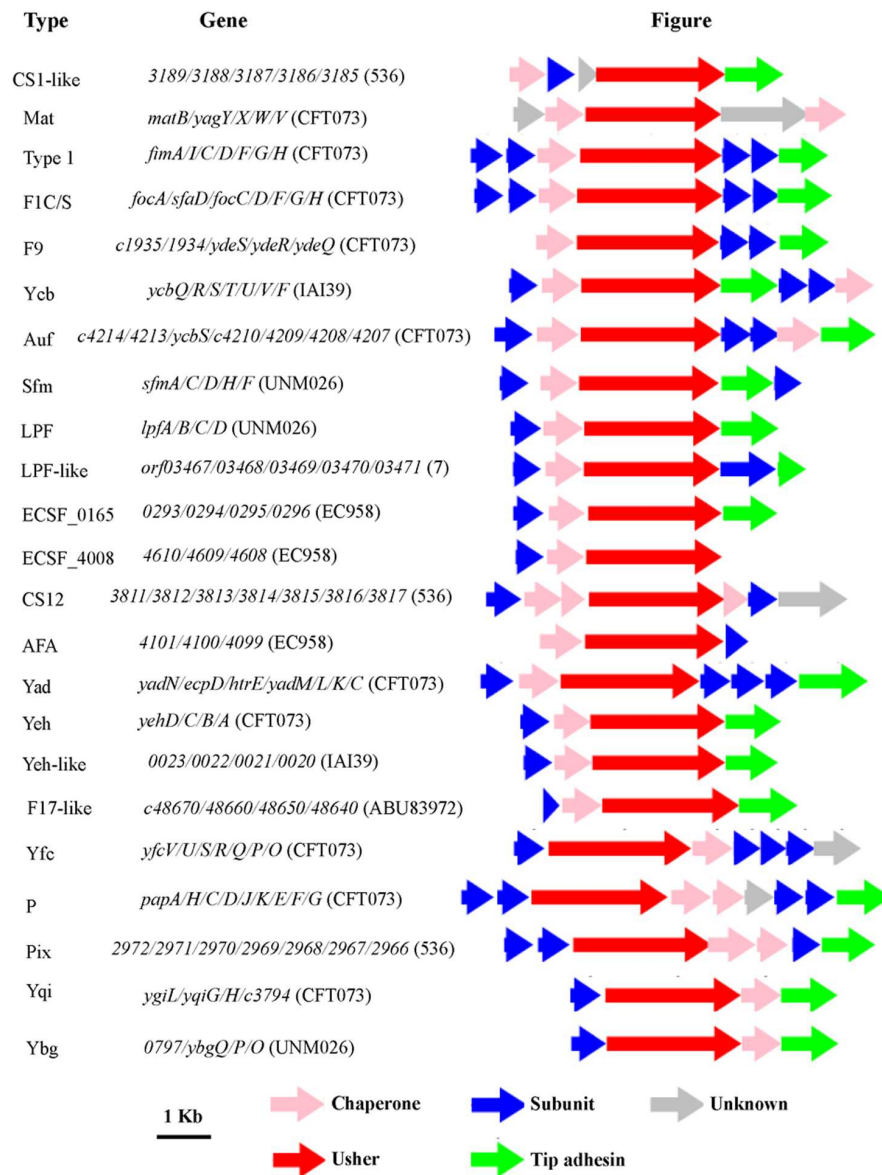 Type Gene Figure
CS1-like 3189/3188/3187/3186/3185 (536)
Mat matB/yagY/X/W/V (CFT073)
Type 1 fimA/I/C/D/F/G/H (CFT073)
F1C/S focA/sfaD/focC/D/F/G/H (CFT073)
F9 c1935/1934/ydeS/ydeR/ydeQ (CFT073)
Ycb ycbQ/R/S/T/U/V/F (IAI39)
Auf c4214/4213/ycbS/c4210/4209/4208/4207 (CFT073)
Sfm sfmA/C/D/H/F (UNM026)
LPF lpfA/B/C/D (UNM026)
LPF-like orf03467/03468/03469/03470/03471 (7)
ECSF_0165 0293/0294/0295/0296 (EC958)
ECSF_4008 4610/4609/4608 (EC958)
CS12 3811/3812/3813/3814/3815/3816/3817 (536)
AFA 4101/4100/4099 (EC958)
Yad yadN/ecpD/htrE/yadM/L/K/C (CFT073)
Yeh yehD/C/B/A (CFT073)
Yeh-like 0023/0022/0021/0020 (IAI39)
F17-like c48670/48660/48650/48640 (ABU83972)
Yfc yfcV/U/S/R/Q/P/O (CFT073)
P papA/H/C/D/J/K/E/F/G (CFT073)
Pix 2972/2971/2970/2969/2968/2967/2966 (536)
Yqi ygiL/yqiG/H/c3794 (CFT073)
Ybg 0797/ybgQ/P/O (UNM026)
1 Kb Chaperone Subunit Unknown
Usher Tip adhesin